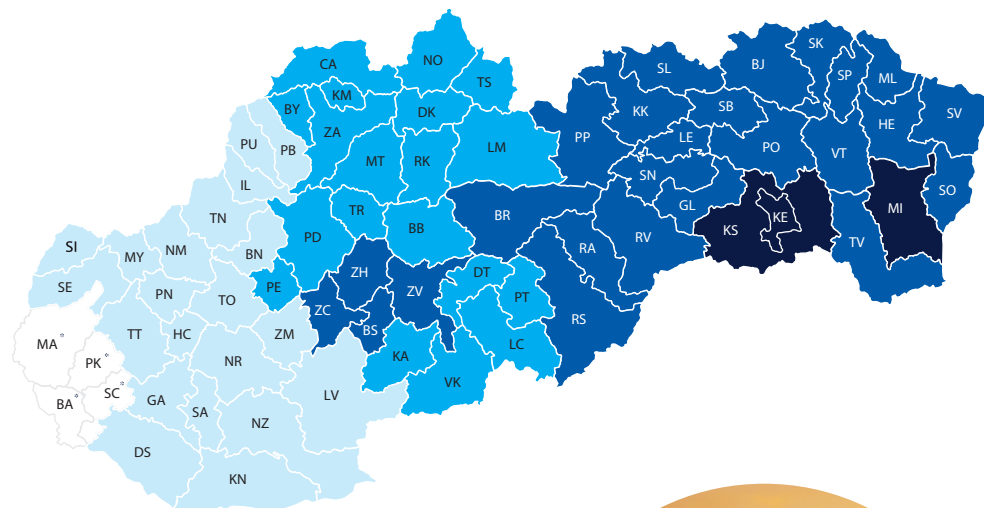 NO
CA
TS
KM
BY
DK
ZA
PU
PB
MT
RK
LM
IL
TN
TR
BB
PD
SI
MY
NM
BN
SE
PE
PN
TO
ZH
ZC
BS
ZV
DT
PT
MA*
TT
HC
ZM
PK*
NR
KA
LC
SC*
BA*
GA
SA
LV
VK
NZ
DS
KN
SK
SL
BJ
SP
ML
KK
SB
SV
PP
LE
PO
HE
VT
SN
GL
SO
BR
KS
KE
MI
RA
RV
TV
RS